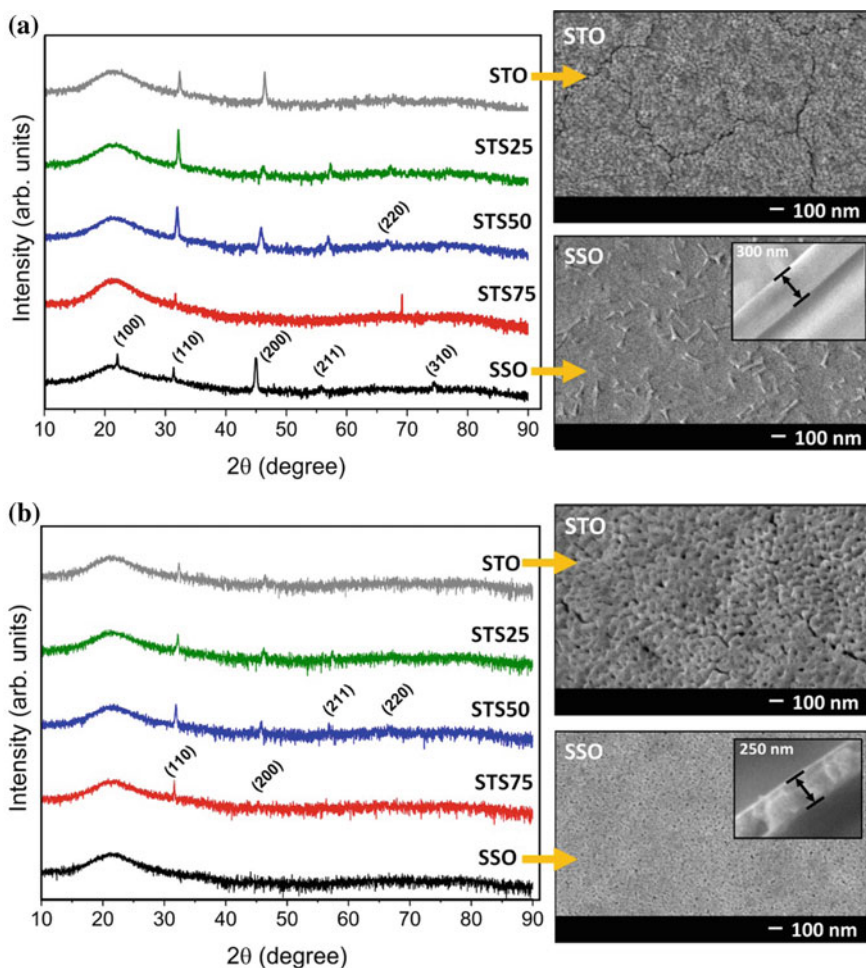 (a)
STO
STS25
STS50
(220)
STS75
(100)
(110)
(200)
(211)
(310)
SSO
Intensity (arb. units)
10 20 30 40 50 60 70 80 90
2θ (degree)
STO
100 nm
SSO
300 nm
100 nm
(b)
STO
STS25
STS50
(211)
(220)
STS75
(110)
(200)
SSO
Intensity (arb. units)
10 20 30 40 50 60 70 80 90
2θ (degree)
STO
100 nm
SSO
250 nm
100 nm